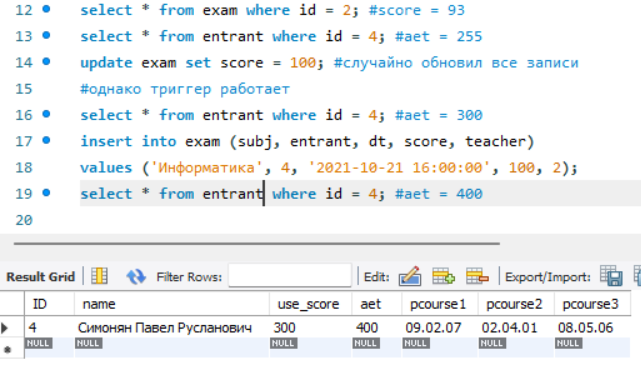 12 select * from exam where id = 2; #score = 93
13 select * from entrant where id = 4; #aet = 255
14 update exam set score = 100; #случайно обновил все записи
15 #однако триггер работает
16 select * from entrant where id = 4; #aet = 300
17 insert into exam (subj, entrant, dt, score, teacher)
18 values ('Информатика', 4, '2021-10-21 16:00:00', 100, 2);
19 select * from entrant where id = 4; #aet = 400
20
Result Grid Filter Rows: Edit: Export/Import:
ID name use_score aet pcourse1 pcourse2 pcourse3
4 Симонян Павел Русланович 300 400 09.02.07 02.04.01 08.05.06
NULL NULL NULL NULL NULL NULL NULL